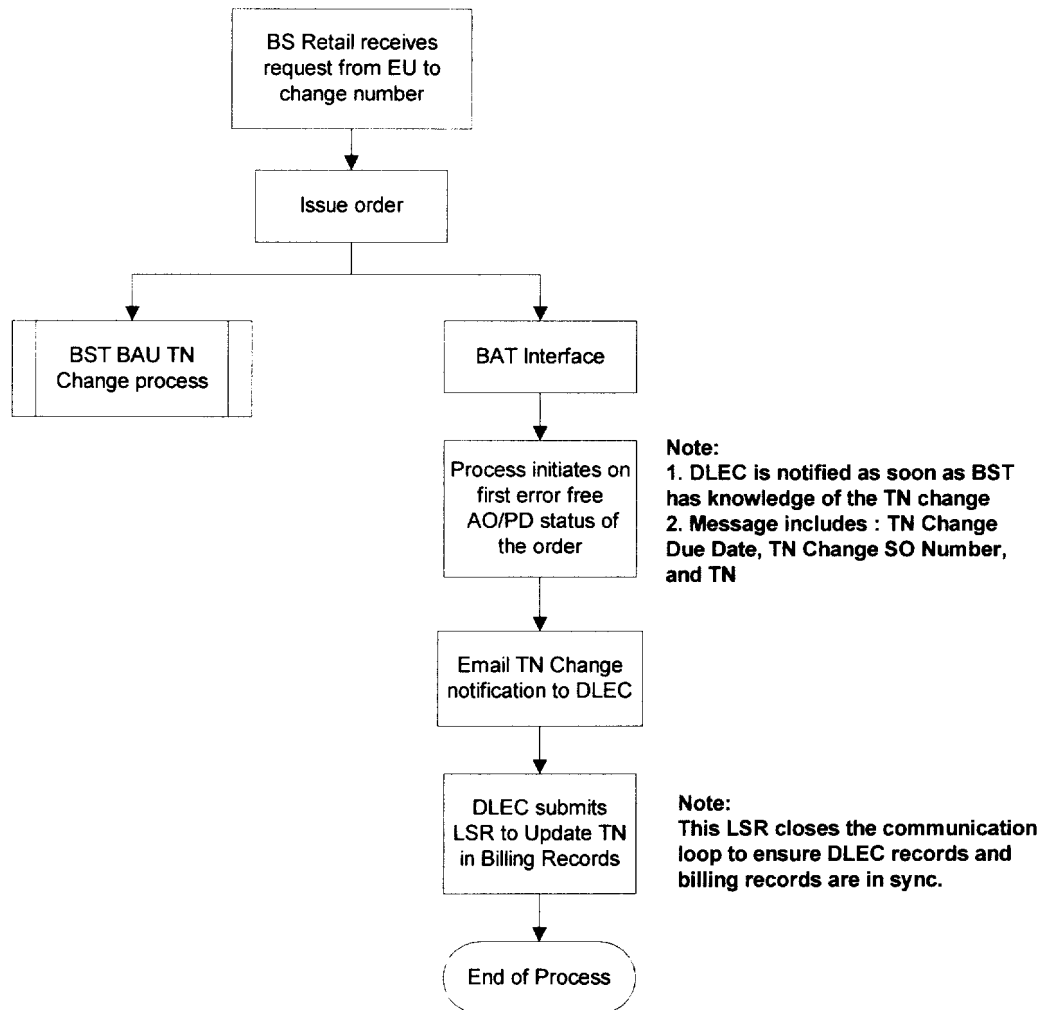 BS Retail receives
request from EU to
change number
Issue order
BST BAU TN
Change process
BAT Interface
Process initiates on
first error free
AO/PD status of
the order
Note:
1. DLEC is notified as soon as BST
has knowledge of the TN change
2. Message includes : TN Change
Due Date, TN Change SO Number,
and TN
Email TN Change
notification to DLEC
DLEC submits
LSR to Update TN
in Billing Records
Note:
This LSR closes the communication
loop to ensure DLEC records and
billing records are in sync.
End of Process